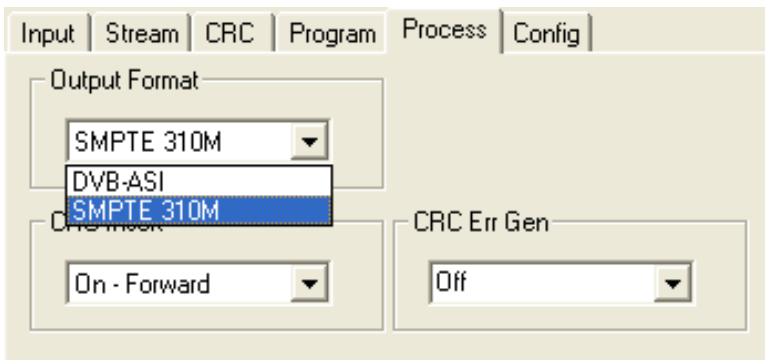 Input Stream CRC Program Process Config
Output Format
SMPTE 310M
DVB-ASI
SMPTE 310M
CRC Err Gen
On - Forward Off